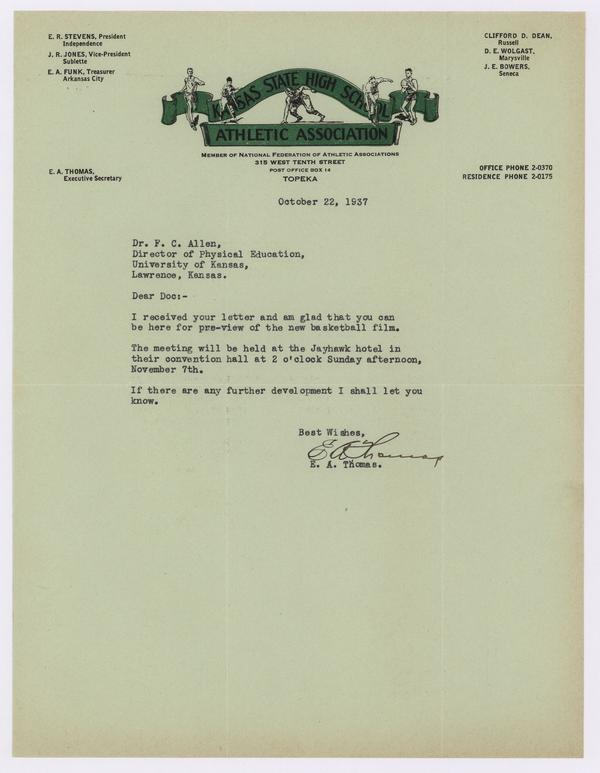 E. R. STEVENS, President
Independence
J. R. JONES, Vice-President
Sublette
E. A. FUNK, Treasurer
Arkansas City
CLIFFORD D. DEAN,
Russell
D. E. WOLGAST,
Marysville
J. E. BOWERS,
Seneca
KANSAS STATE HIGH SCHOOL
ATHLETIC ASSOCIATION
MEMBER OF NATIONAL FEDERATION OF ATHLETIC ASSOCIATIONS
315 WEST TENTH STREET
POST OFFICE BOX 14
TOPEKA
E. A. THOMAS,
Executive Secretary
OFFICE PHONE 2-0370
RESIDENCE PHONE 2-0175
October 22, 1937
Dr. F. C. Allen,
Director of Physical Education,
University of Kansas,
Lawrence, Kansas.
Dear Doc:-
I received your letter and am glad that you can
be here for pre-view of the new basketball film.
The meeting will be held at the Jayhawk hotel in
their convention hall at 2 o'clock Sunday afternoon,
November 7th.
If there are any further development I shall let you
know.
Best Wishes,
E A Thomas
E. A. Thomas.